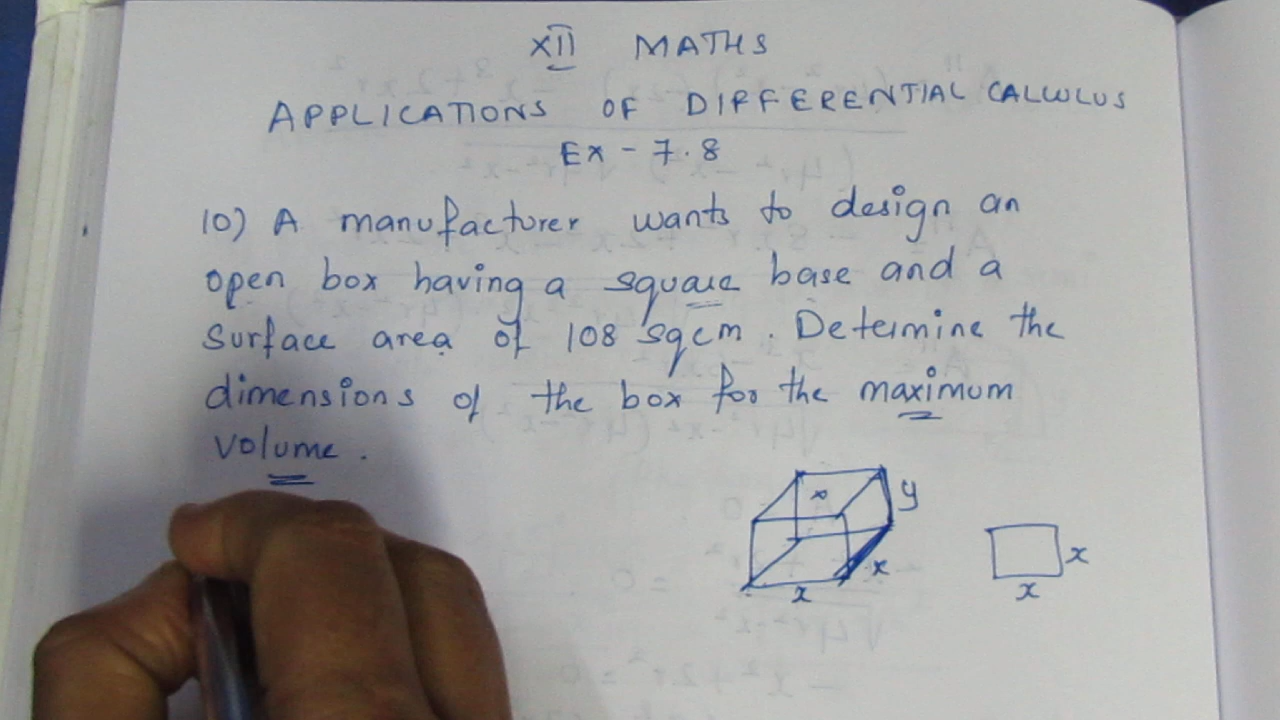 XII MATHS
APPLICATIONS OF DIFFERENTIAL CALCULUS
Ex - 7.8
10) A manufacturer wants to design an
open box having a square base and a
surface area of 108 sqcm. Determine the
dimensions of the box for the maximum
volume.
x y
x
x
x
x